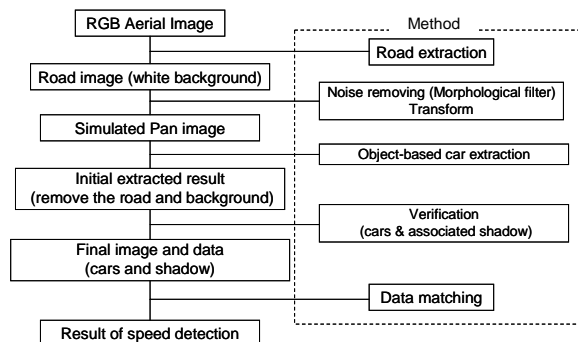 Method
RGB Aerial Image
Road extraction
Road image (white background)
Noise removing (Morphological filter)
Transform
Simulated Pan image
Object-based car extraction
Initial extracted result
(remove the road and background)
Verification
(cars & associated shadow)
Final image and data
(cars and shadow)
Data matching
Result of speed detection